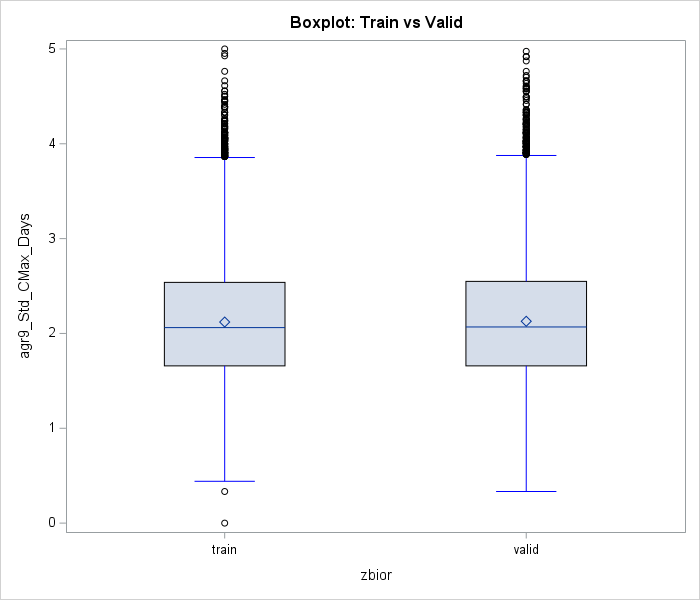 Boxplot: Train vs Valid
5
4
3
2
1
0
agr9_Std_CMax_Days
train
valid
zbior